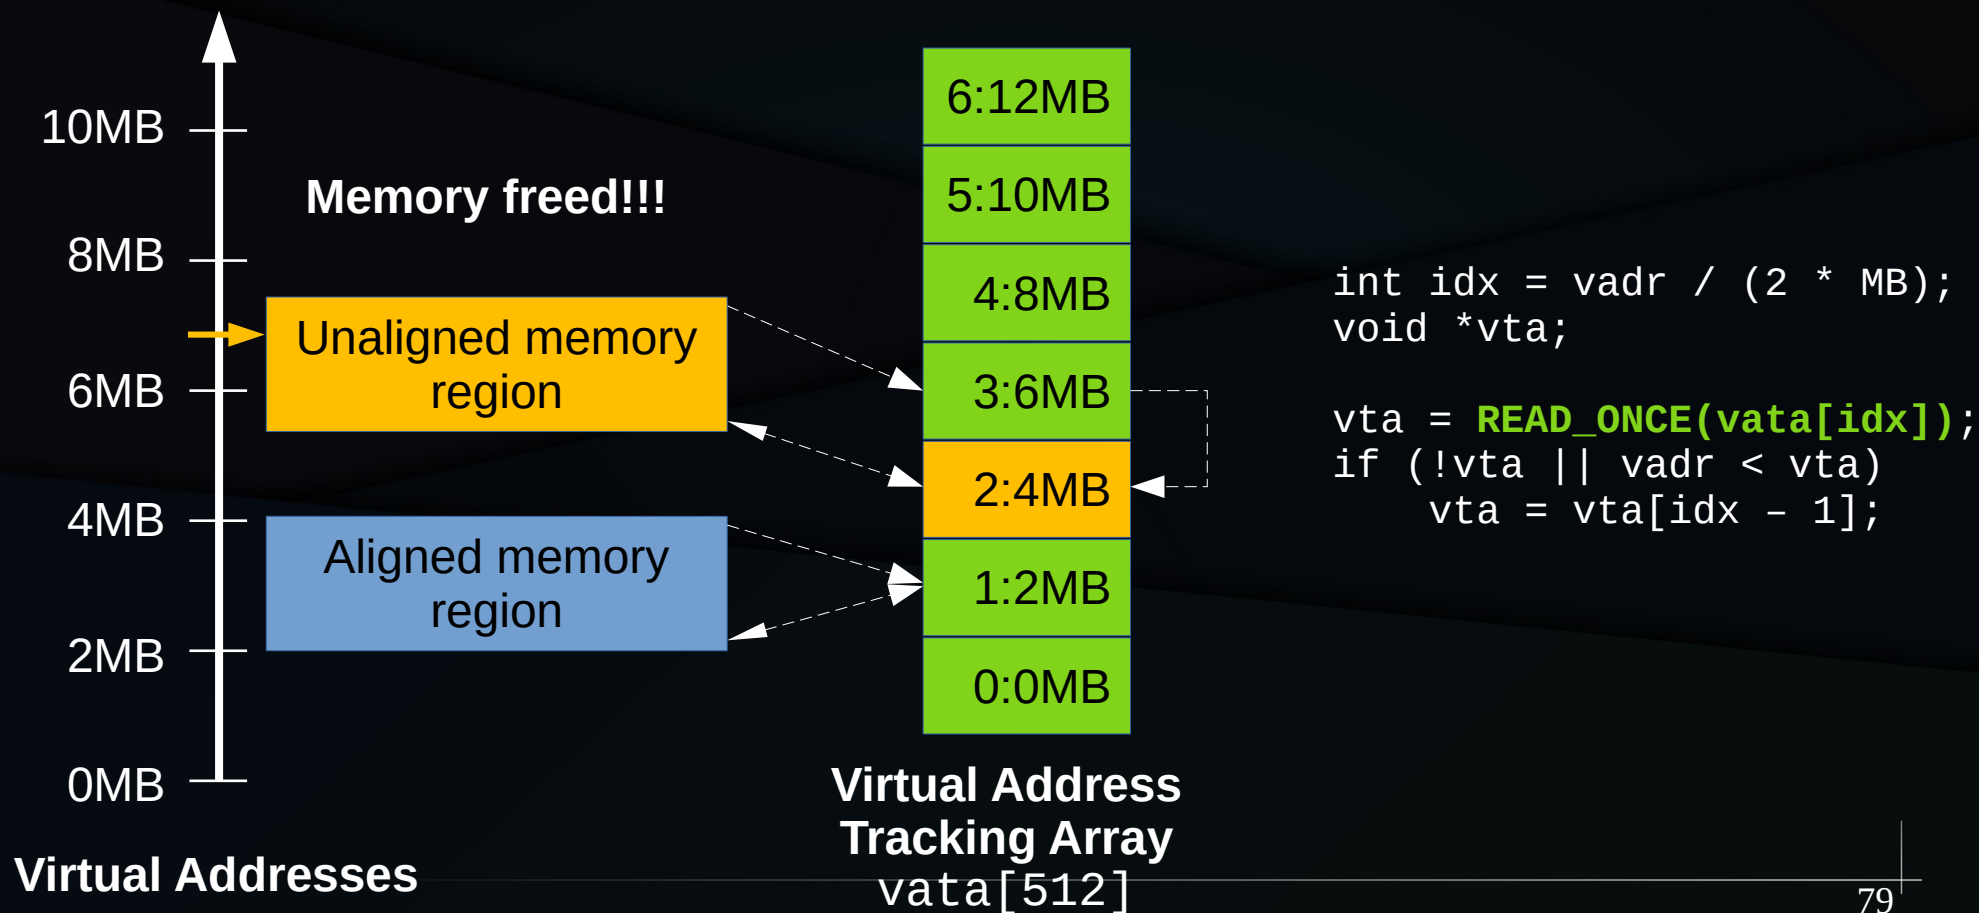 10MB
8MB
6MB
4MB
2MB
0MB
Virtual Addresses
Memory freed!!!
Unaligned memory
region
Aligned memory
region
6:12MB
5:10MB
4:8MB
3:6MB
2:4MB
1:2MB
0:0MB
Virtual Address
Tracking Array
vata[512]
int idx = vadr / (2 * MB);
void *vta;
vta = READ_ONCE(vata[idx]);
if (!vta || vadr < vta)
    vta = vta[idx – 1];
79